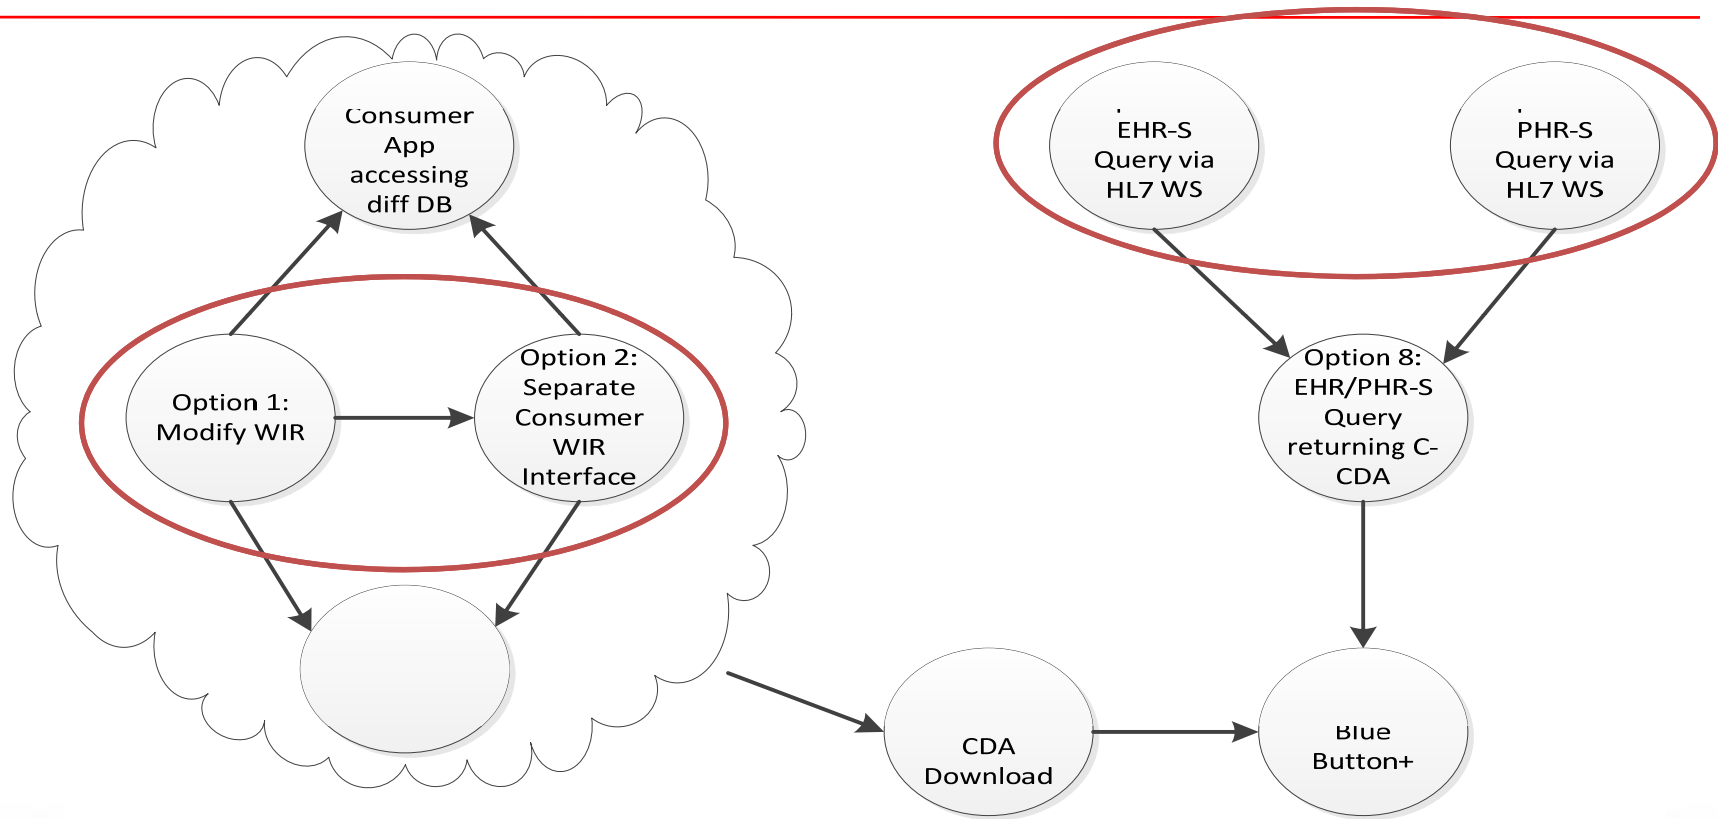 Consumer
App
accessing
diff DB
EHR-S
Query via
HL7 WS
PHR-S
Query via
HL7 WS
Option 1:
Modify WIR
Option 2:
Separate
Consumer
WIR
Interface
Option 8:
EHR/PHR-S
Query
returning C-
CDA
CDA
Download
Blue
Button+